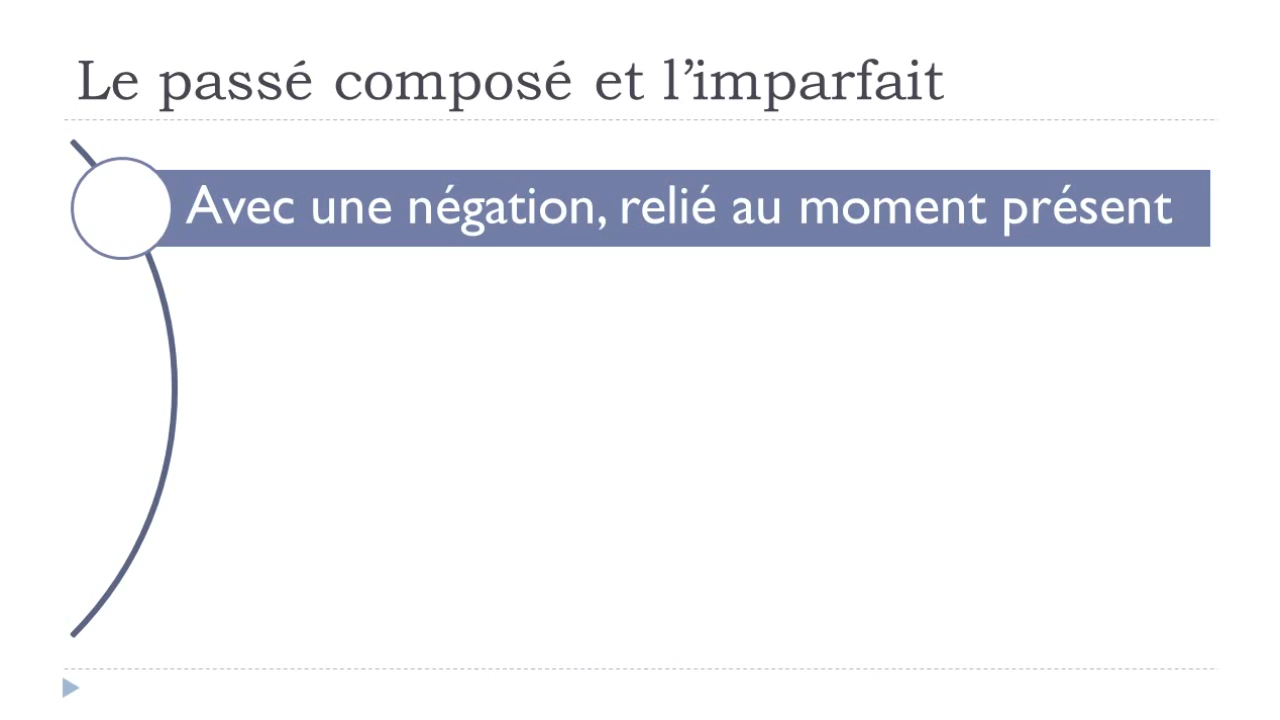 Le passé composé et l’imparfait
Avec une négation, relié au moment présent